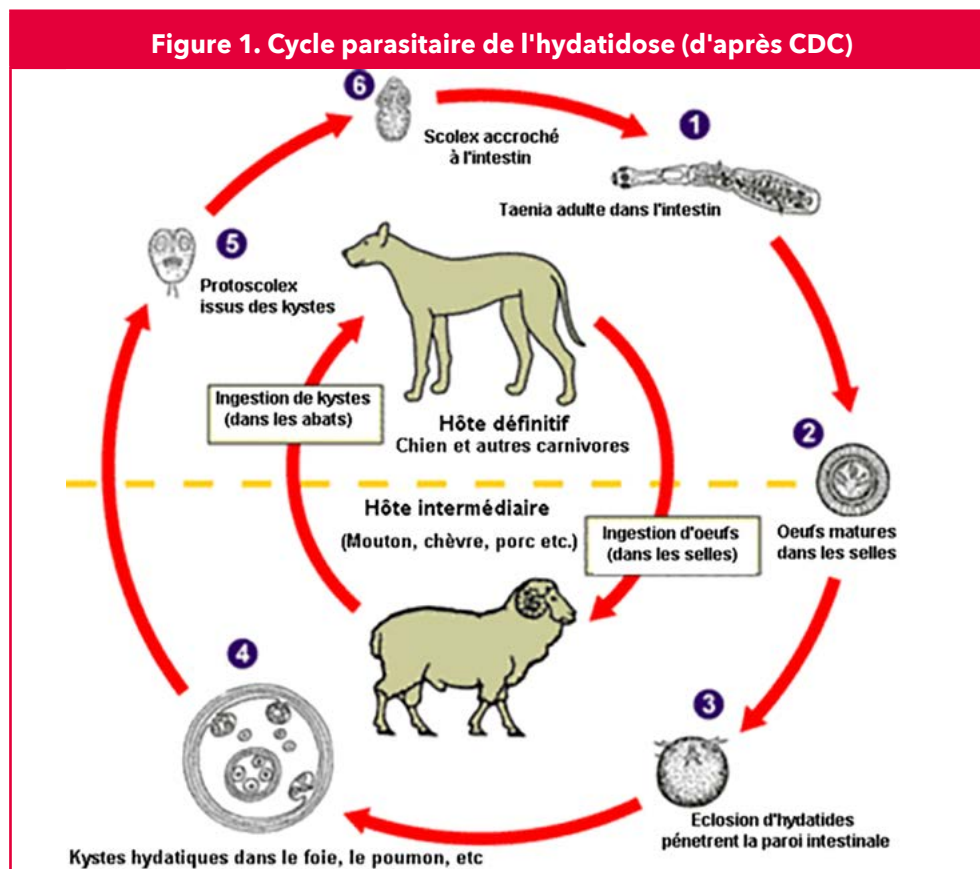 Figure 1. Cycle parasitaire de l'hydatidose (d'après CDC)
6
Scolex accroché
à l'intestin
1
Taenia adulte dans l'intestin
5
Protoscolex
issus des kystes
Ingestion de kystes
(dans les abats)
Hôte définitif
Chien et autres carnivores
2
Oeufs matures
dans les selles
Hôte intermédiaire
(Mouton, chèvre, porc etc.)
Ingestion d'oeufs
(dans les selles)
4
3
Eclosion d'hydatides
pénetrent la paroi intestinale
Kystes hydatiques dans le foie, le poumon, etc